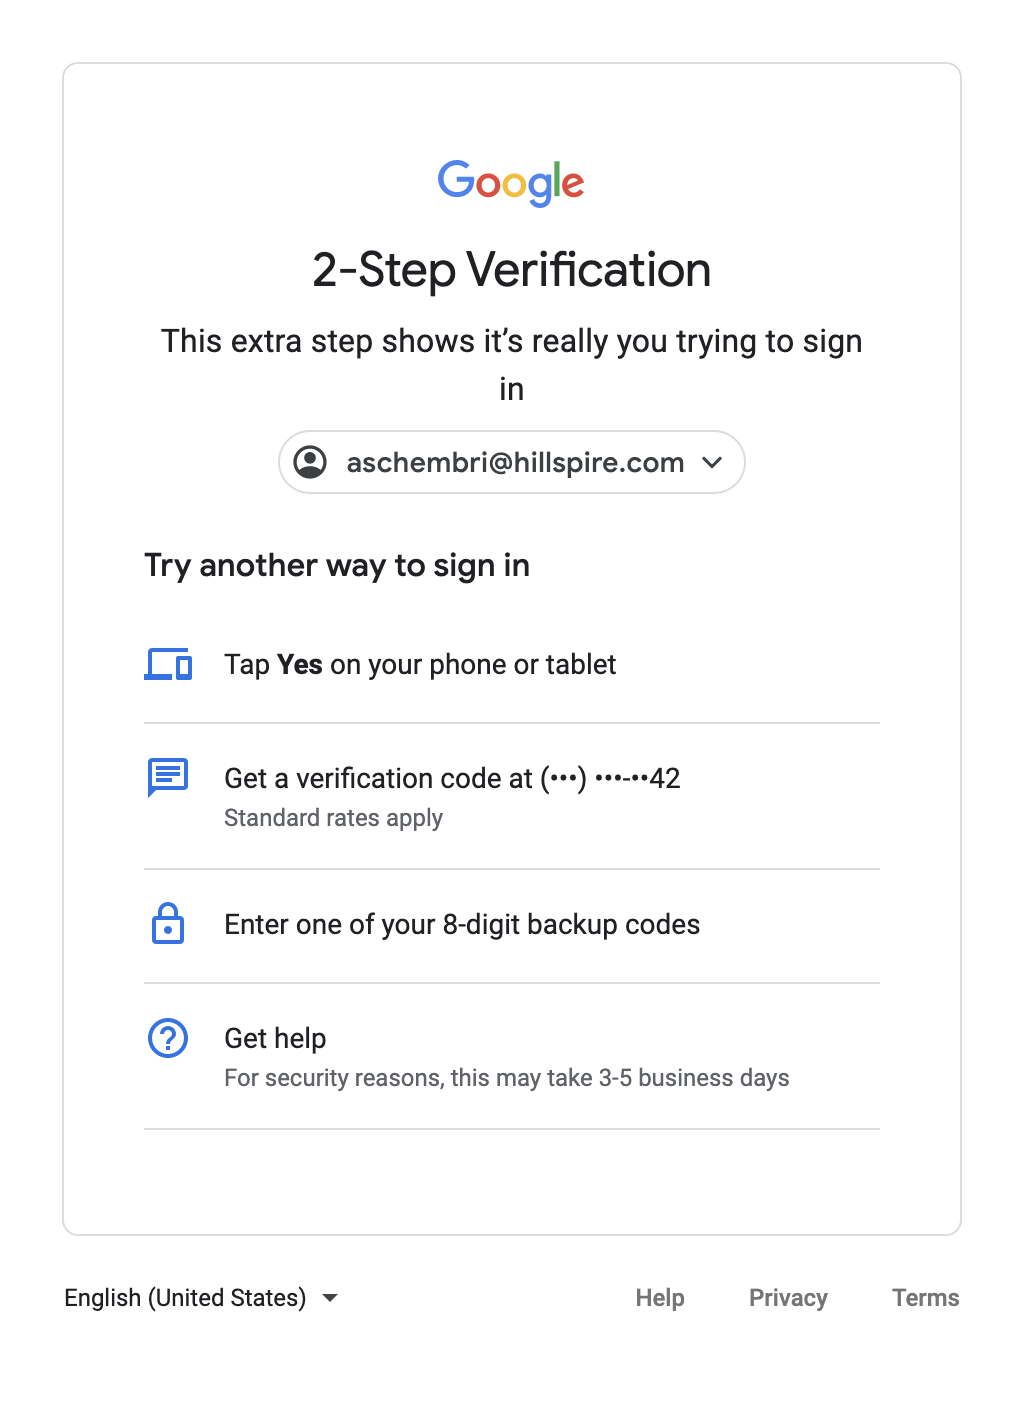 Google
2-Step Verification
This extra step shows it’s really you trying to sign
in
aschembri@hillspire.com
Try another way to sign in
Tap Yes on your phone or tablet
Get a verification code at (•••) •••-••42
Standard rates apply
Enter one of your 8-digit backup codes
Get help
For security reasons, this may take 3-5 business days
English (United States)
Help
Privacy
Terms